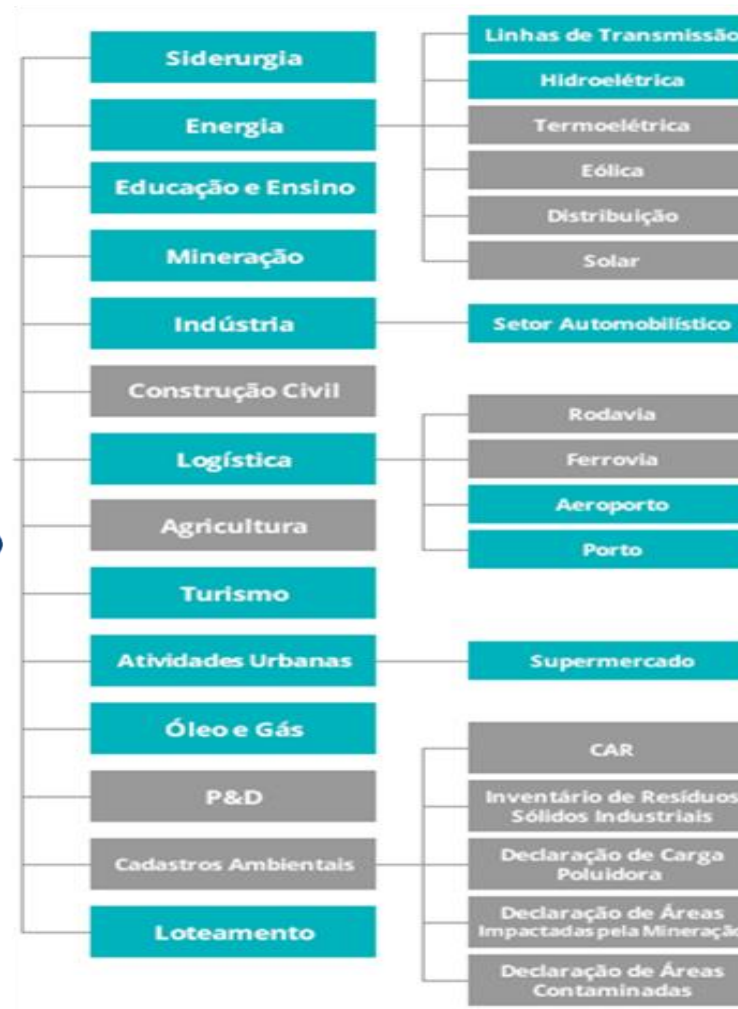 Siderurgia
Energia
Educação e Ensino
Mineração
Indústria
Construção Civil
Logística
Agricultura
Turismo
Atividades Urbanas
Óleo e Gás
P&D
Cadastros Ambientais
Loteamento
Linhas de Transmissão
Hidroelétrica
Termoelétrica
Eólica
Distribuição
Solar
Setor Automobilístico
Rodavia
Ferrovia
Aeroporto
Porto
Supermercado
CAR
Inventário de Resíduos
Sólidos Industriais
Declaração de Carga
Poluidora
Declaração de Áreas
Impactadas pela Mineração
Declaração de Áreas
Contaminadas